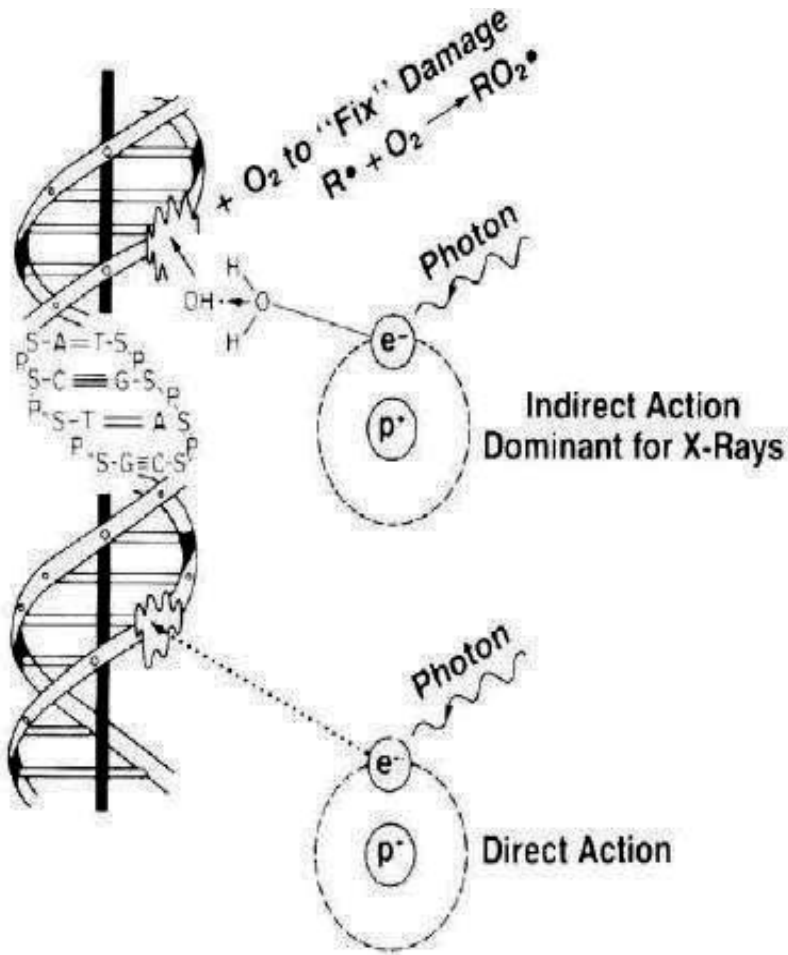 + O₂ to "Fix" Damage
R• + O₂ → RO₂•
Photon
H
OH
O
H
e⁻
p⁺
Indirect Action
Dominant for X-Rays
S-A=T-S
P P
S-C≡G-S
P P
S-T=A S
P P
S-G≡C-S
Photon
e⁻
p⁺
Direct Action